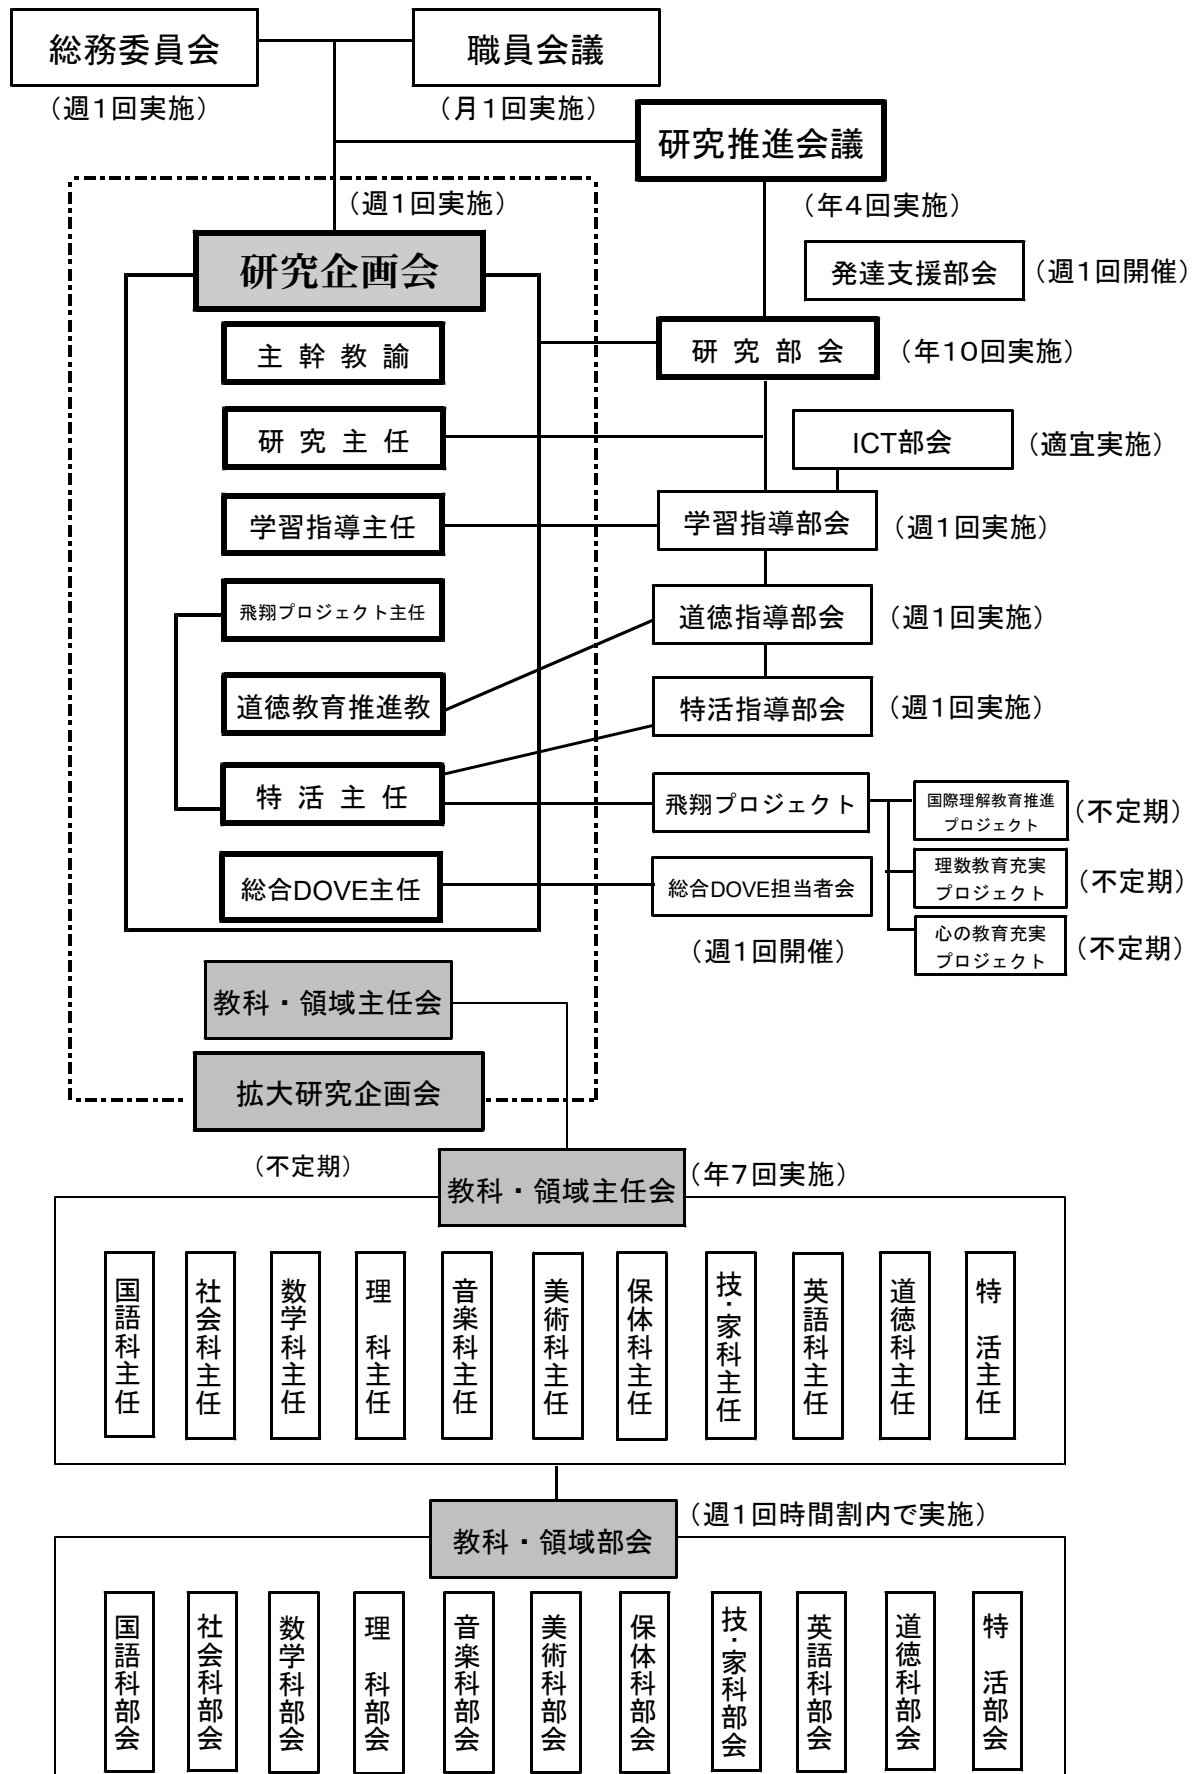 総務委員会
職員会議
（週1回実施）
（月1回実施）
研究推進会議
（年4回実施）
（週1回実施）
研究企画会
発達支援部会
（週1回開催）
主幹教諭
研究部会
（年10回実施）
研究主任
ICT部会
（適宜実施）
学習指導主任
学習指導部会
（週1回実施）
飛翔プロジェクト主任
道徳指導部会
（週1回実施）
道徳教育推進教
特活指導部会
（週1回実施）
特活主任
飛翔プロジェクト
国際理解教育推進
プロジェクト
（不定期）
総合DOVE主任
総合DOVE担当者会
（週1回開催）
理数教育充実
プロジェクト
（不定期）
心の教育充実
プロジェクト
（不定期）
教科・領域主任会
拡大研究企画会
（不定期）
教科・領域主任会
（年7回実施）
国語科主任
社会科主任
数学科主任
理　科主任
音楽科主任
美術科主任
保体科主任
技・家科主任
英語科主任
道徳科主任
特　活主任
教科・領域部会
（週1回時間割内で実施）
国語科部会
社会科部会
数学科部会
理　科部会
音楽科部会
美術科部会
保体科部会
技・家科部会
英語科部会
道徳科部会
特　活部会